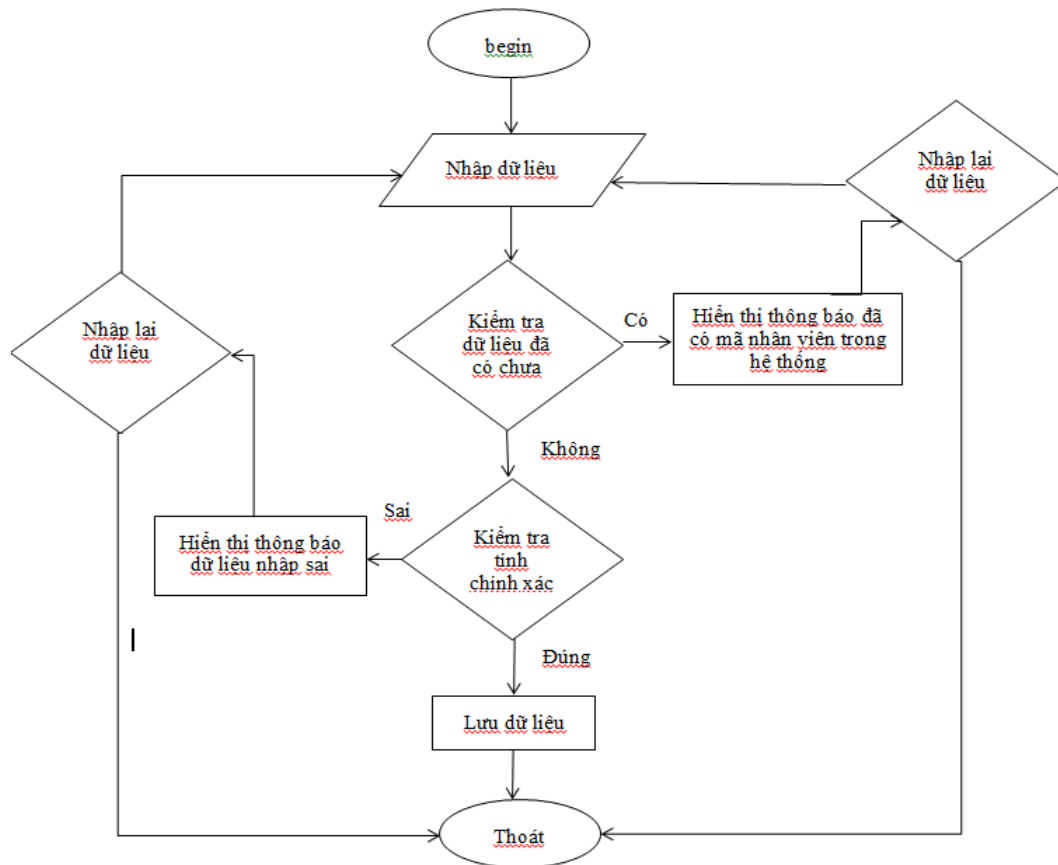 begin
Nhập dữ liệu
Nhập lại
dữ liệu
Nhập lại
dữ liệu
Kiểm tra
dữ liệu đã
có chưa
Có
Hiển thị thông báo đã
có mã nhân viên trong
hệ thống
Không
Sai
Hiển thị thông báo
dữ liệu nhập sai
Kiểm tra
tính
chính xác
Đúng
Lưu dữ liệu
Thoát